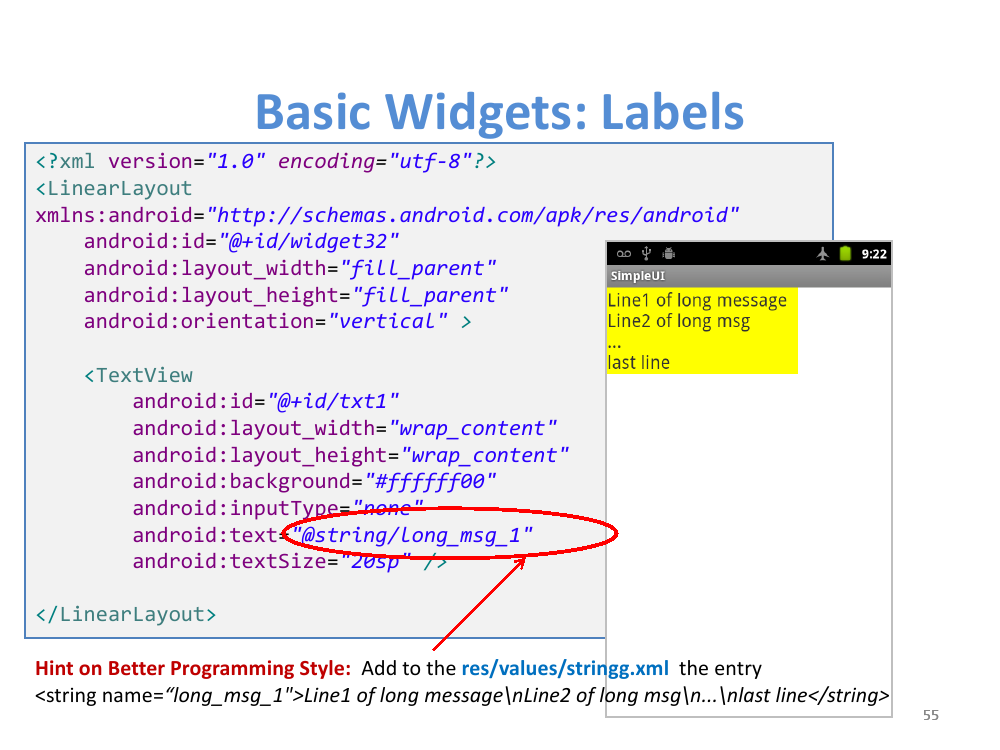 Basic Widgets: Labels
<?xml version="1.0" encoding="utf-8"?>
<LinearLayout
xmlns:android="http://schemas.android.com/apk/res/android"
    android:id="@+id/widget32"
    android:layout_width="fill_parent"
    android:layout_height="fill_parent"
    android:orientation="vertical" >
    <TextView
        android:id="@+id/txt1"
        android:layout_width="wrap_content"
        android:layout_height="wrap_content"
        android:background="#ffffff00"
        android:inputType="none"
        android:text="@string/long_msg_1"
        android:textSize="20sp" />
</LinearLayout>
9:22
SimpleUI
Line1 of long message
Line2 of long msg
...
last line
Hint on Better Programming Style: Add to the res/values/stringg.xml the entry
<string name=“long_msg_1">Line1 of long message\nLine2 of long msg\n...\nlast line</string>
55